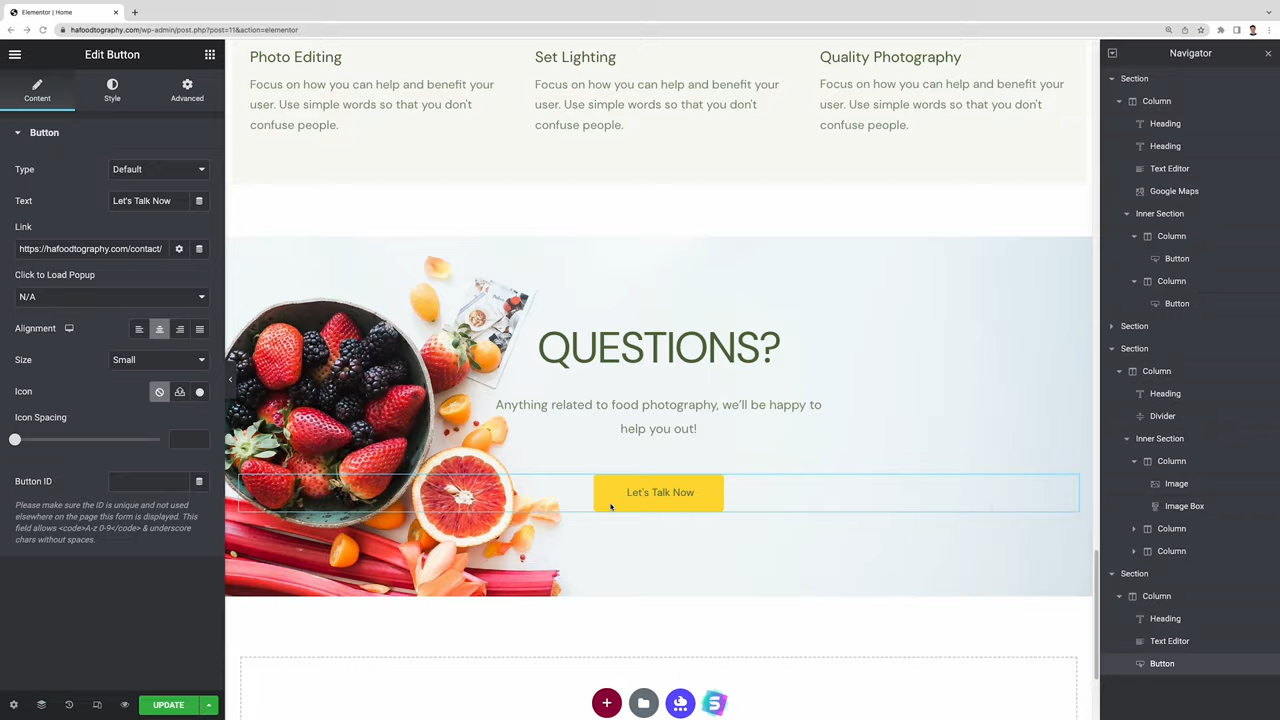 Elementor | Home
hafoodtography.com/wp-admin/post.php?post=11&action=elementor
Edit Button
Content
Style
Advanced
Button
Type
Default
Text
Let's Talk Now
Link
https://hafoodtography.com/contact/
Click to Load Popup
N/A
Alignment
Size
Small
Icon
Icon Spacing
Button ID
Please make sure the ID is unique and not used
elsewhere on the page this form is displayed. This
field allows <code>A-z 0-9</code> & underscore
chars without spaces.
UPDATE
Photo Editing
Focus on how you can help and benefit your
user. Use simple words so that you don't
confuse people.
Set Lighting
Focus on how you can help and benefit your
user. Use simple words so that you don't
confuse people.
Quality Photography
Focus on how you can help and benefit your
user. Use simple words so that you don't
confuse people.
QUESTIONS?
Anything related to food photography, we'll be happy to
help you out!
Let's Talk Now
Navigator
Section
Column
Heading
Heading
Text Editor
Google Maps
Inner Section
Column
Button
Column
Button
Section
Section
Column
Heading
Divider
Inner Section
Column
Image
Image Box
Column
Column
Section
Column
Heading
Text Editor
Button